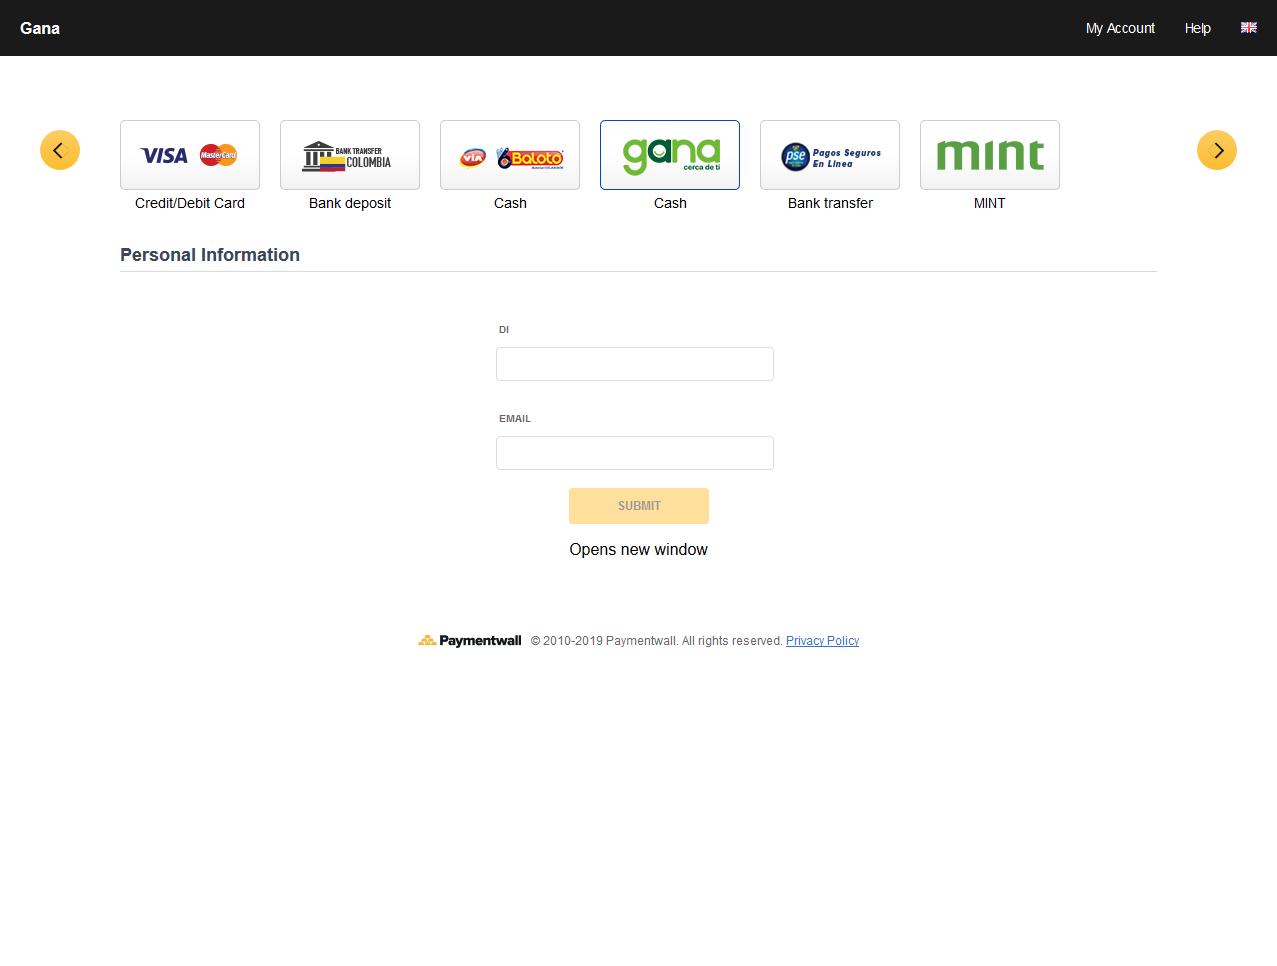 Gana
My Account
Help
VISA
MasterCard
BANK TRANSFER
COLOMBIA
VIA
Baloto
gana
cerca de ti
pse
Pagos Seguros
En Linea
mint
Credit/Debit Card
Bank deposit
Cash
Cash
Bank transfer
MINT
Personal Information
DI
EMAIL
SUBMIT
Opens new window
Paymentwall © 2010-2019 Paymentwall. All rights reserved. Privacy Policy